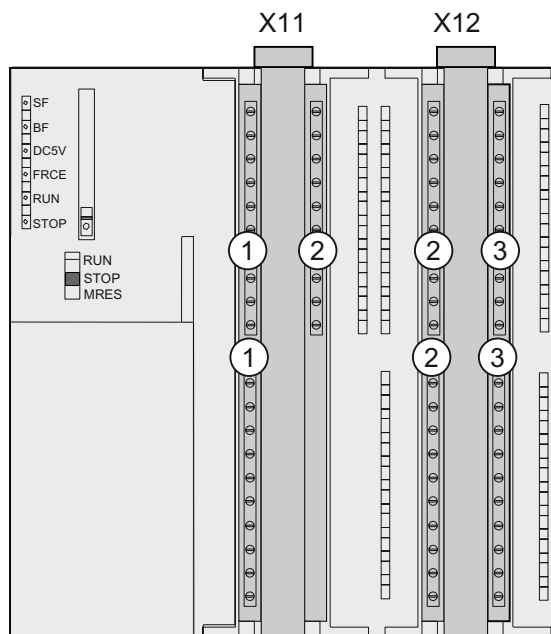 X11 X12
SF
BF
DC5V
FRCE
RUN
STOP
1 2 2 3
RUN
STOP
MRES
1 2 3